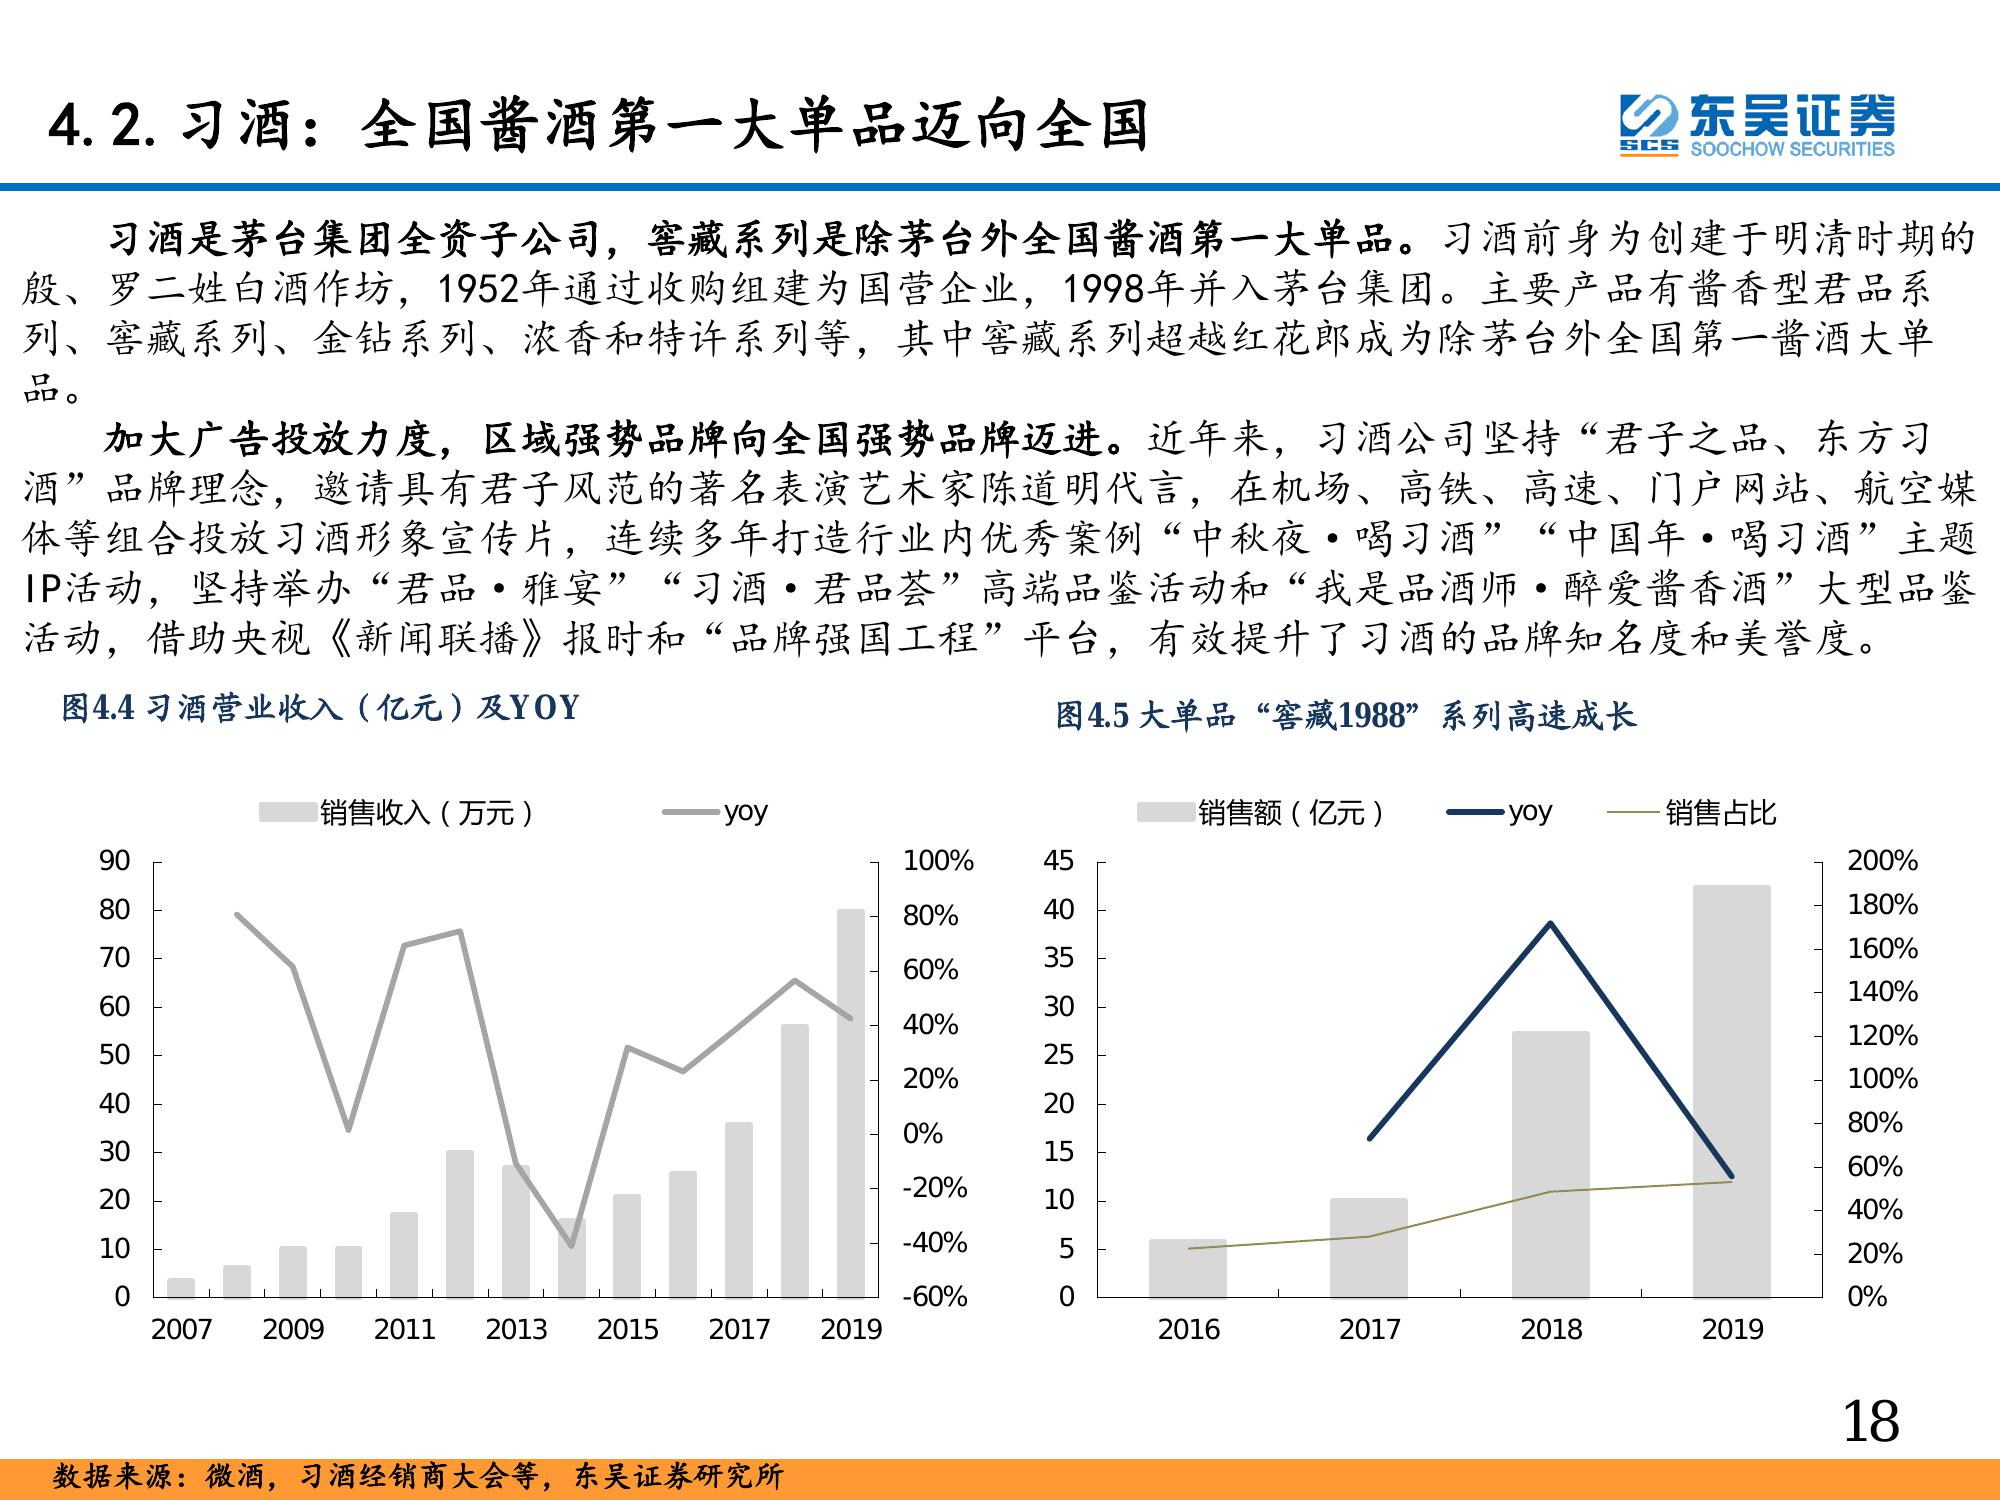 4.2.习酒：全国酱酒第一大单品迈向全国
东吴证券
SCS
SOOCHOW SECURITIES
习酒是茅台集团全资子公司，窖藏系列是除茅台外全国酱酒第一大单品。习酒前身为创建于明清时期的
殷、罗二姓白酒作坊，1952年通过收购组建为国营企业，1998年并入茅台集团。主要产品有酱香型君品系
列、窖藏系列、金钻系列、浓香和特许系列等，其中窖藏系列超越红花郎成为除茅台外全国第一酱酒大单
品。
加大广告投放力度，区域强势品牌向全国强势品牌迈进。近年来，习酒公司坚持“君子之品、东方习
酒”品牌理念，邀请具有君子风范的著名表演艺术家陈道明代言，在机场、高铁、高速、门户网站、航空媒
体等组合投放习酒形象宣传片，连续多年打造行业内优秀案例“中秋夜•喝习酒”“中国年•喝习酒”主题
IP活动，坚持举办“君品•雅宴”“习酒•君品荟”高端品鉴活动和“我是品酒师•醉爱酱香酒”大型品鉴
活动，借助央视《新闻联播》报时和“品牌强国工程”平台，有效提升了习酒的品牌知名度和美誉度。
图4.4 习酒营业收入（亿元）及YOY
销售收入（万元） yoy
90 100%
80 80%
70 60%
60 40%
50 20%
40 0%
30 -20%
20 -40%
10 -60%
0
2007 2009 2011 2013 2015 2017 2019
图4.5 大单品“窖藏1988”系列高速成长
销售额（亿元） yoy 销售占比
45 200%
40 180%
35 160%
30 140%
25 120%
20 100%
15 80%
10 60%
5 40%
0 20%
0%
2016 2017 2018 2019
18
数据来源：微酒，习酒经销商大会等，东吴证券研究所